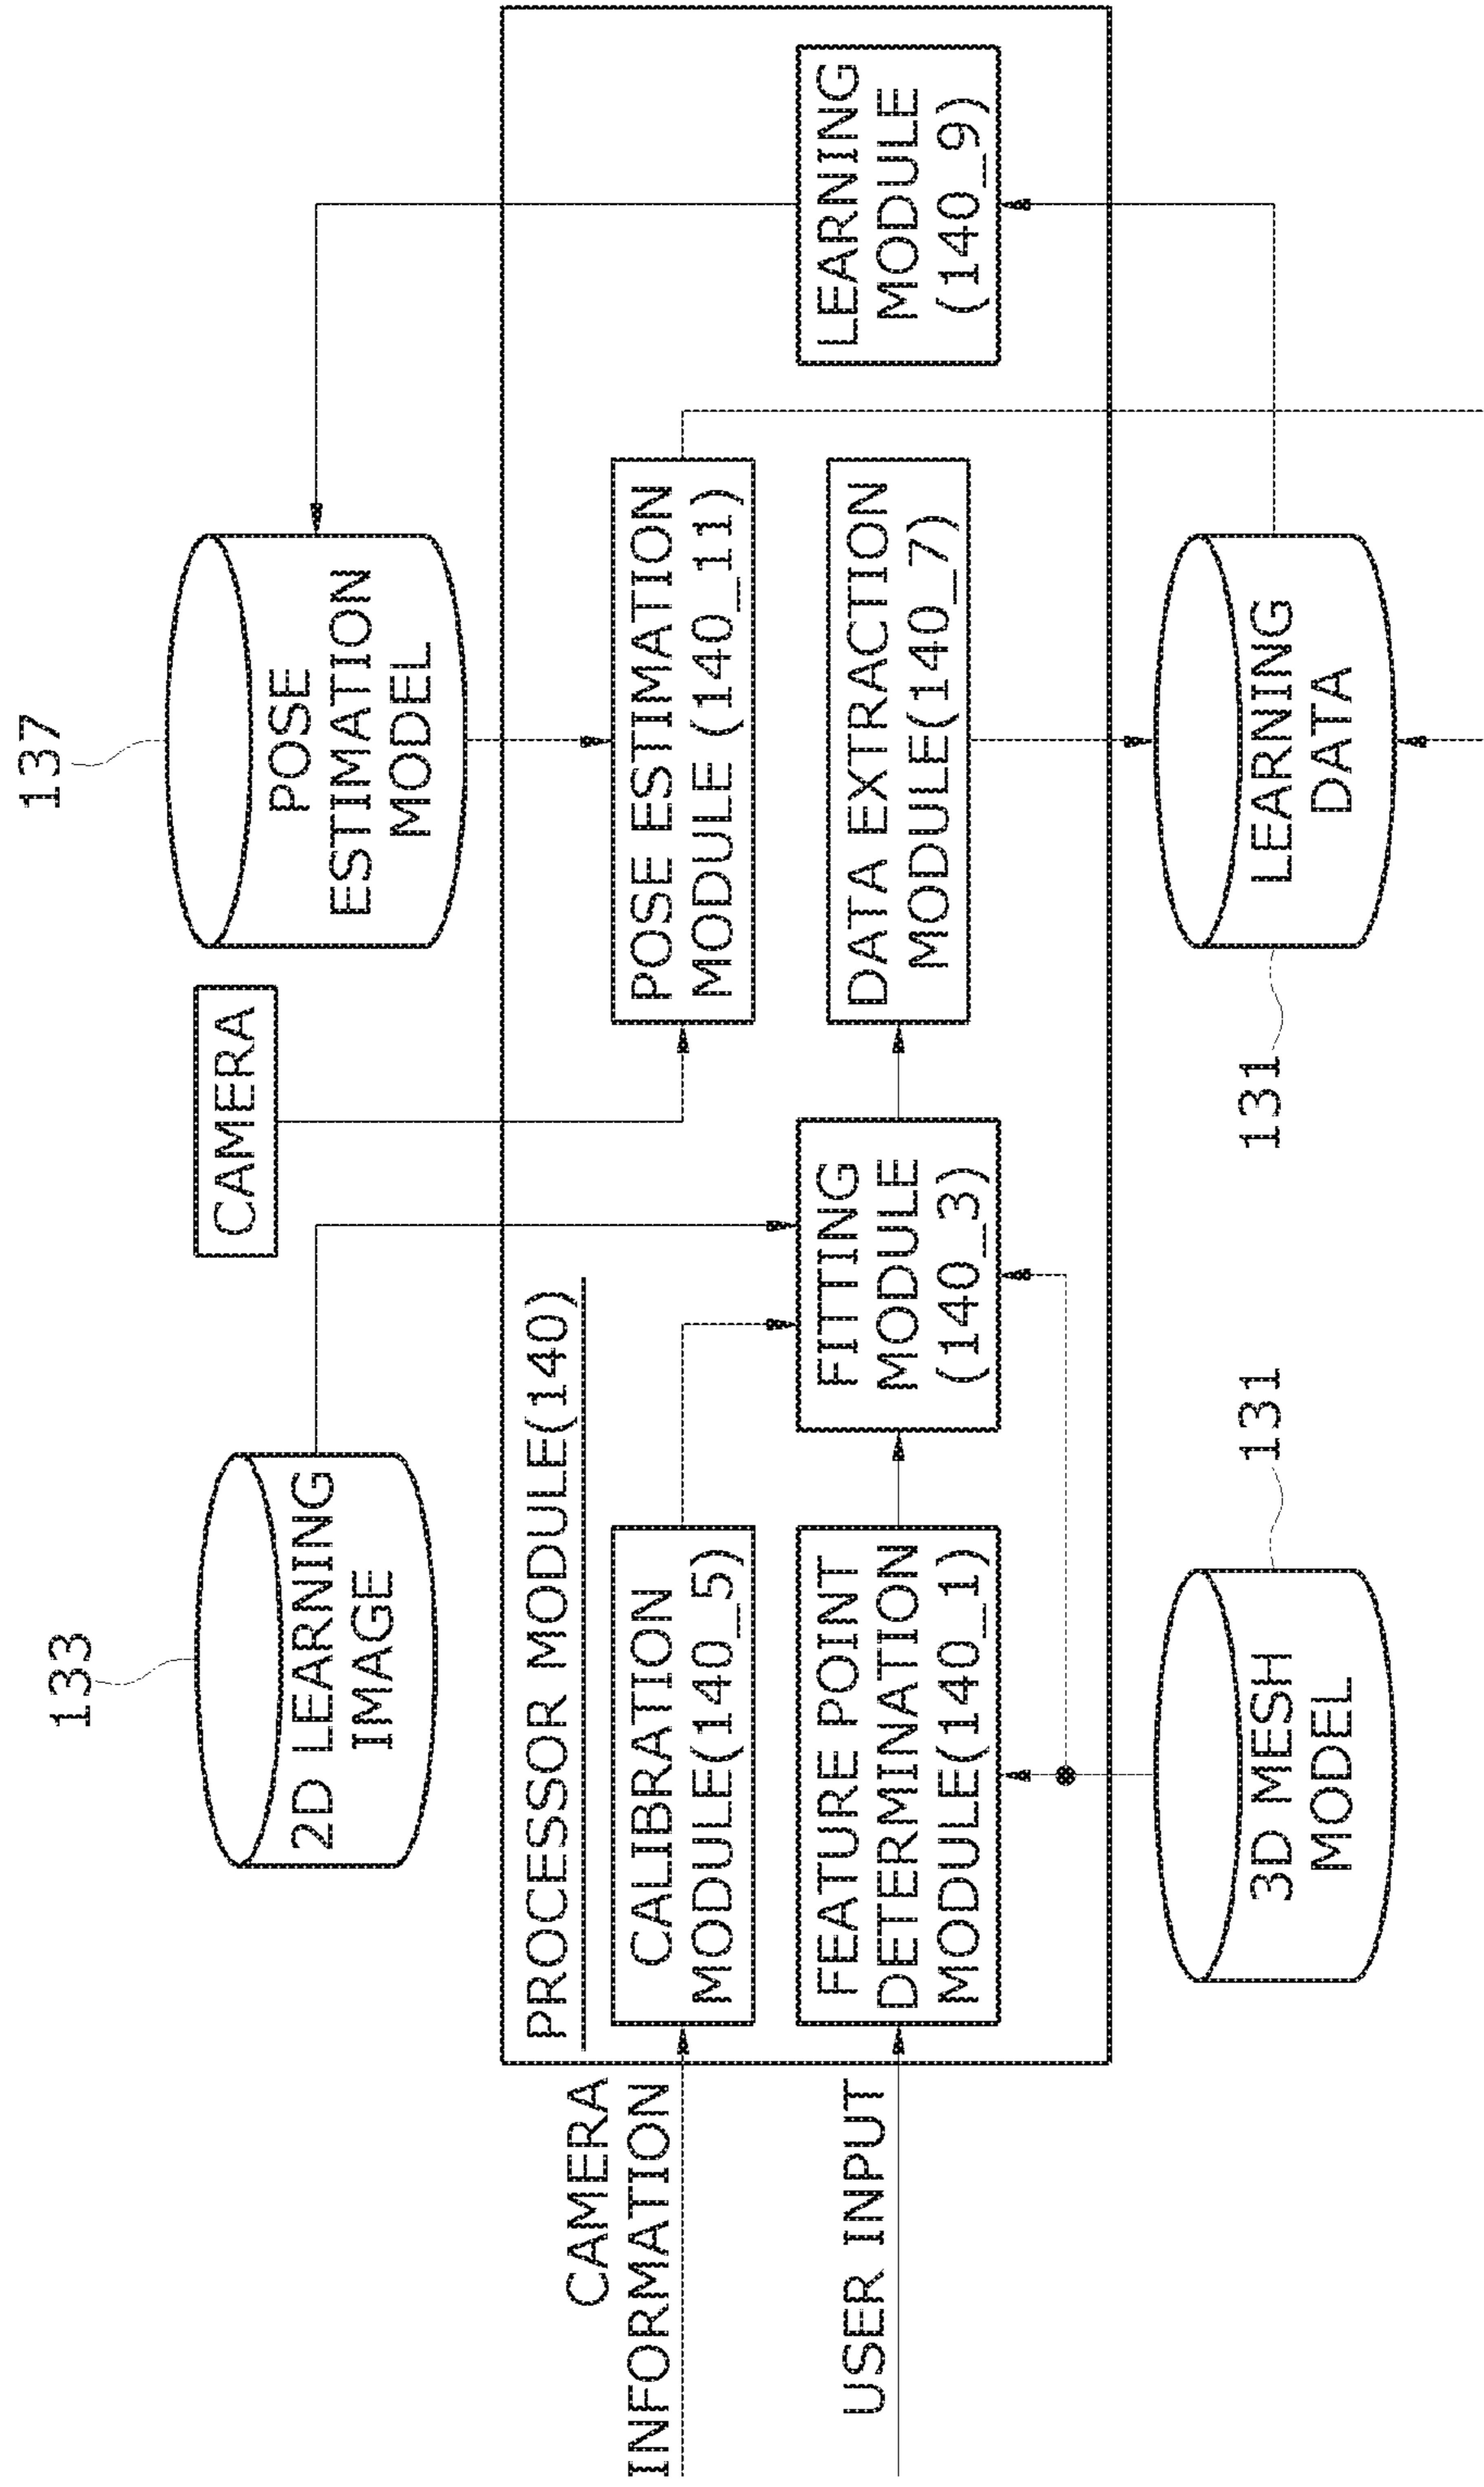 133
137
2D LEARNING
IMAGE
CAMERA
POSE
ESTIMATION
MODEL
PROCESSOR MODULE(140)
CAMERA
INFORMATION
CALIBRATION
MODULE(140_5)
POSE ESTIMATION
MODULE (140_11)
USER INPUT
FEATURE POINT
DETERMINATION
MODULE(140_1)
FITTING
MODULE
(140_3)
DATA EXTRACTION
MODULE(140_7)
LEARNING
MODULE
(140_9)
3D MESH
MODEL
131
LEARNING
DATA
131